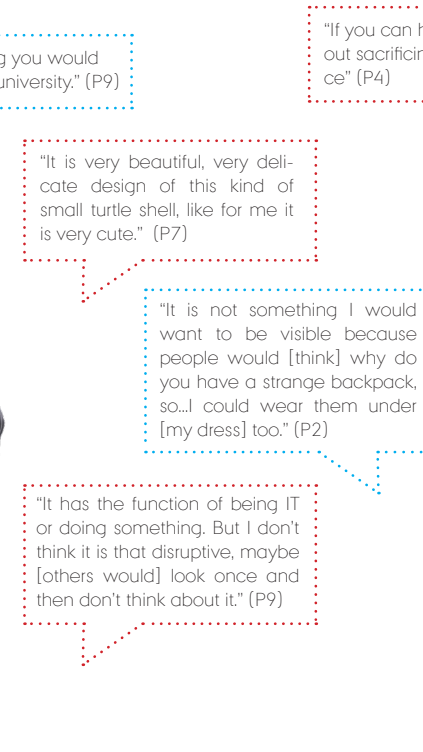 g you would
university.” (P9)
“If you can h
out sacrificin
ce” (P4)
“It is very beautiful, very deli-
cate design of this kind of
small turtle shell, like for me it
is very cute.” (P7)
“It is not something I would
want to be visible because
people would [think] why do
you have a strange backpack,
so...I could wear them under
[my dress] too.” (P2)
“It has the function of being IT
or doing something. But I don’t
think it is that disruptive, maybe
[others would] look once and
then don’t think about it.” (P9)